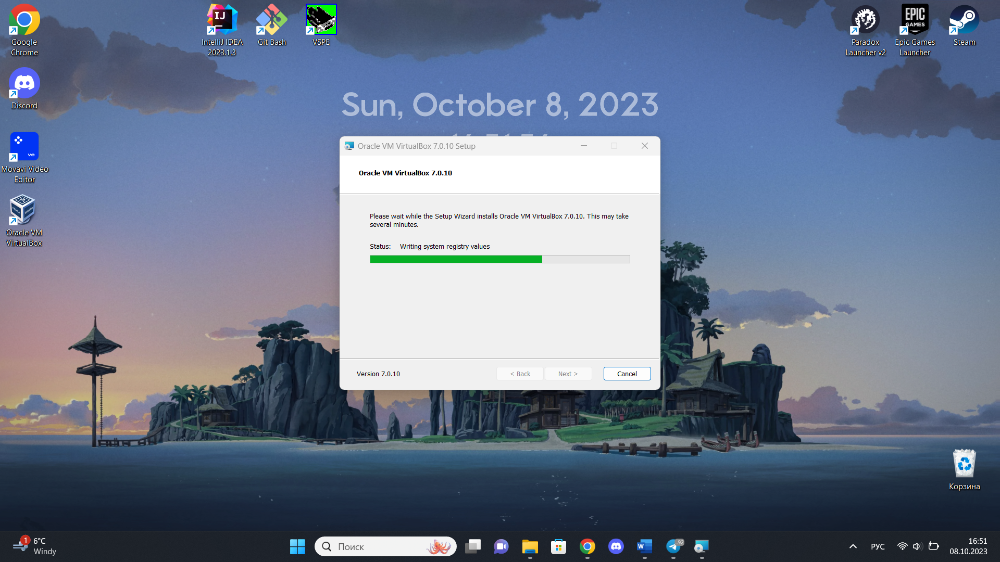 Google
Chrome
IntelliJ IDEA
2023.1.3
Git Bash
VSPE
Paradox
Launcher v2
EPIC
GAMES
Epic Games
Launcher
Steam
Discord
ve
Movavi Video
Editor
Oracle VM
VirtualBox
Sun, October 8, 2023
Oracle VM VirtualBox 7.0.10 Setup
Oracle VM VirtualBox 7.0.10
Please wait while the Setup Wizard installs Oracle VM VirtualBox 7.0.10. This may take
several minutes.
Status: Writing system registry values
Version 7.0.10
< Back
Next >
Cancel
Корзина
1
6°C
Windy
Поиск
92
РУС
16:51
08.10.2023